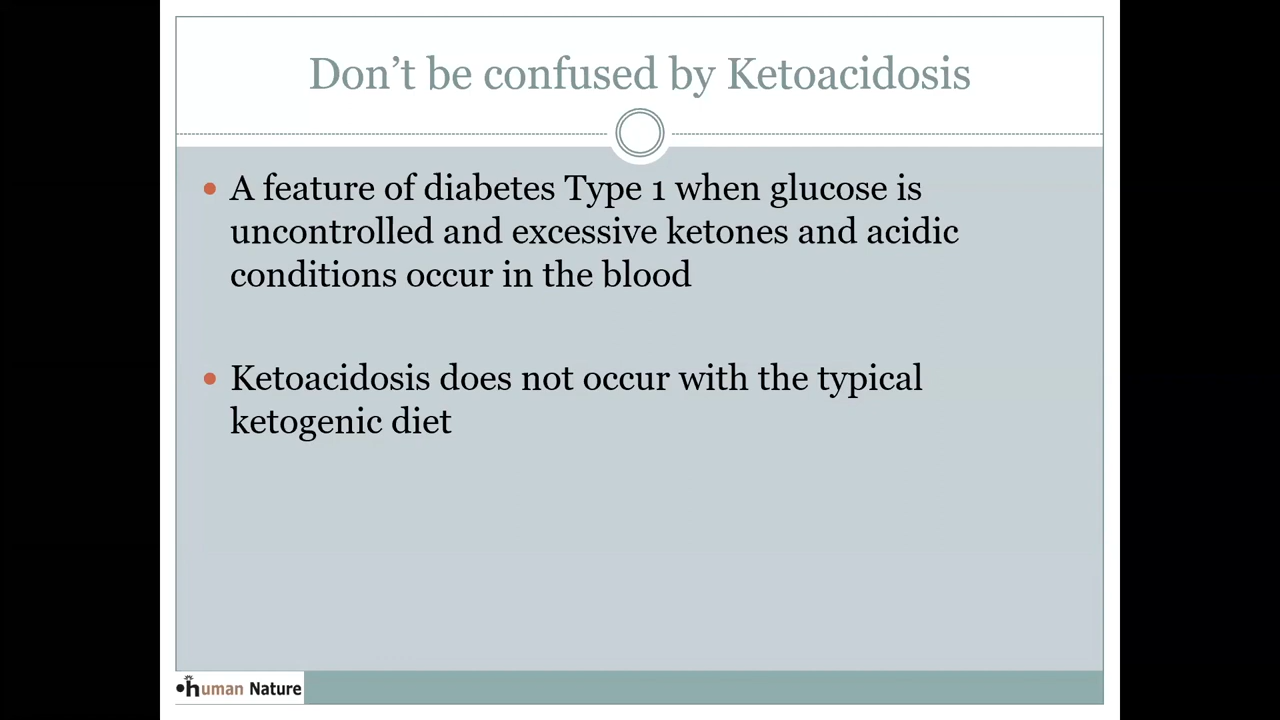 Don't be confused by Ketoacidosis
• A feature of diabetes Type 1 when glucose is
uncontrolled and excessive ketones and acidic
conditions occur in the blood
• Ketoacidosis does not occur with the typical
ketogenic diet
human Nature